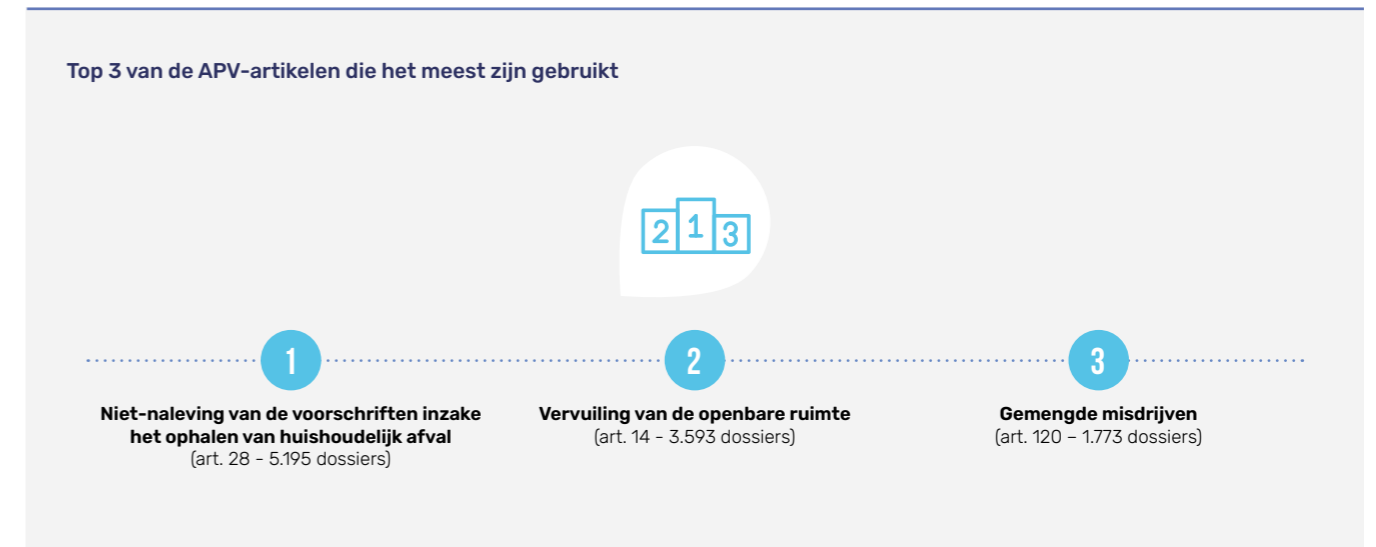 Top 3 van de APV-artikelen die het meest zijn gebruikt
2 1 3
1
Niet-naleving van de voorschriften inzake
het ophalen van huishoudelijk afval
(art. 28 - 5.195 dossiers)
2
Vervuiling van de openbare ruimte
(art. 14 - 3.593 dossiers)
3
Gemengde misdrijven
(art. 120 – 1.773 dossiers)